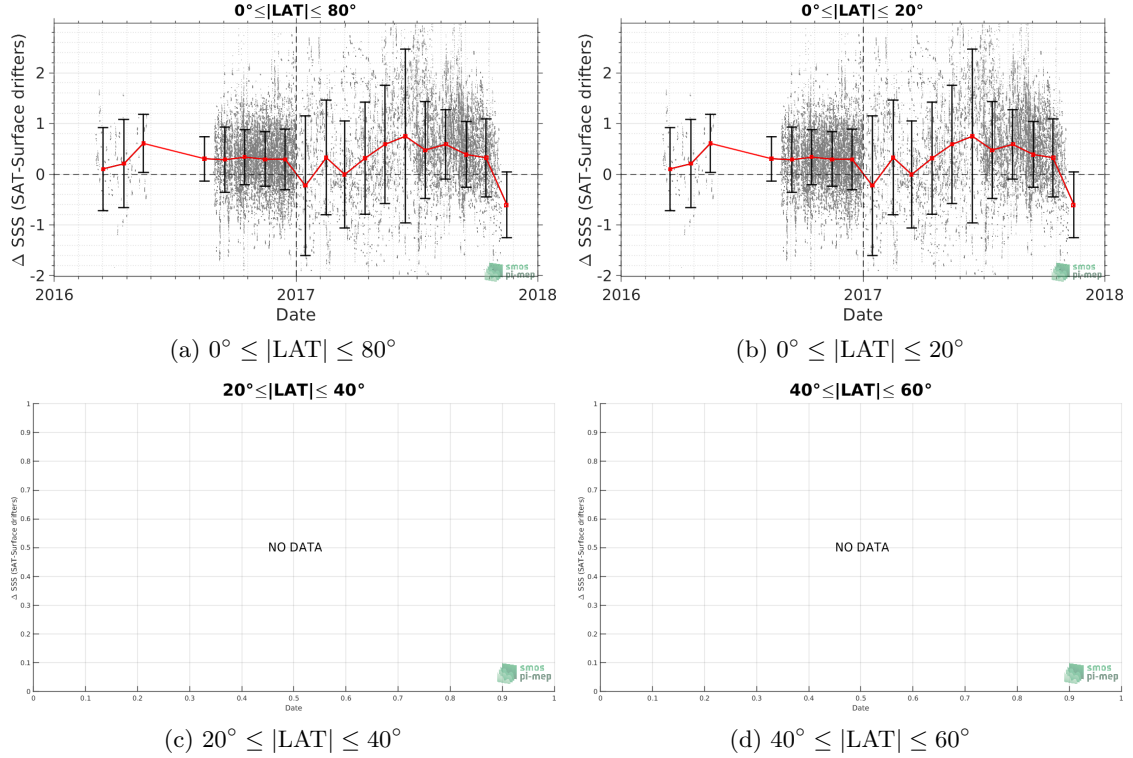 0°≤|LAT|≤ 80°
Δ SSS (SAT-Surface drifters)
2
1
0
-1
-2
2016
2017
2018
Date
smos
pi-mep
(a) 0° ≤ |LAT| ≤ 80°
0°≤|LAT|≤ 20°
Δ SSS (SAT-Surface drifters)
2
1
0
-1
-2
2016
2017
2018
Date
smos
pi-mep
(b) 0° ≤ |LAT| ≤ 20°
20°≤|LAT|≤ 40°
Δ SSS (SAT-Surface drifters)
1
0.9
0.8
0.7
0.6
0.5
0.4
0.3
0.2
0.1
0
NO DATA
smos
pi-mep
0 0.1 0.2 0.3 0.4 0.5 0.6 0.7 0.8 0.9 1
Date
(c) 20° ≤ |LAT| ≤ 40°
40°≤|LAT|≤ 60°
Δ SSS (SAT-Surface drifters)
1
0.9
0.8
0.7
0.6
0.5
0.4
0.3
0.2
0.1
0
NO DATA
smos
pi-mep
0 0.1 0.2 0.3 0.4 0.5 0.6 0.7 0.8 0.9 1
Date
(d) 40° ≤ |LAT| ≤ 60°